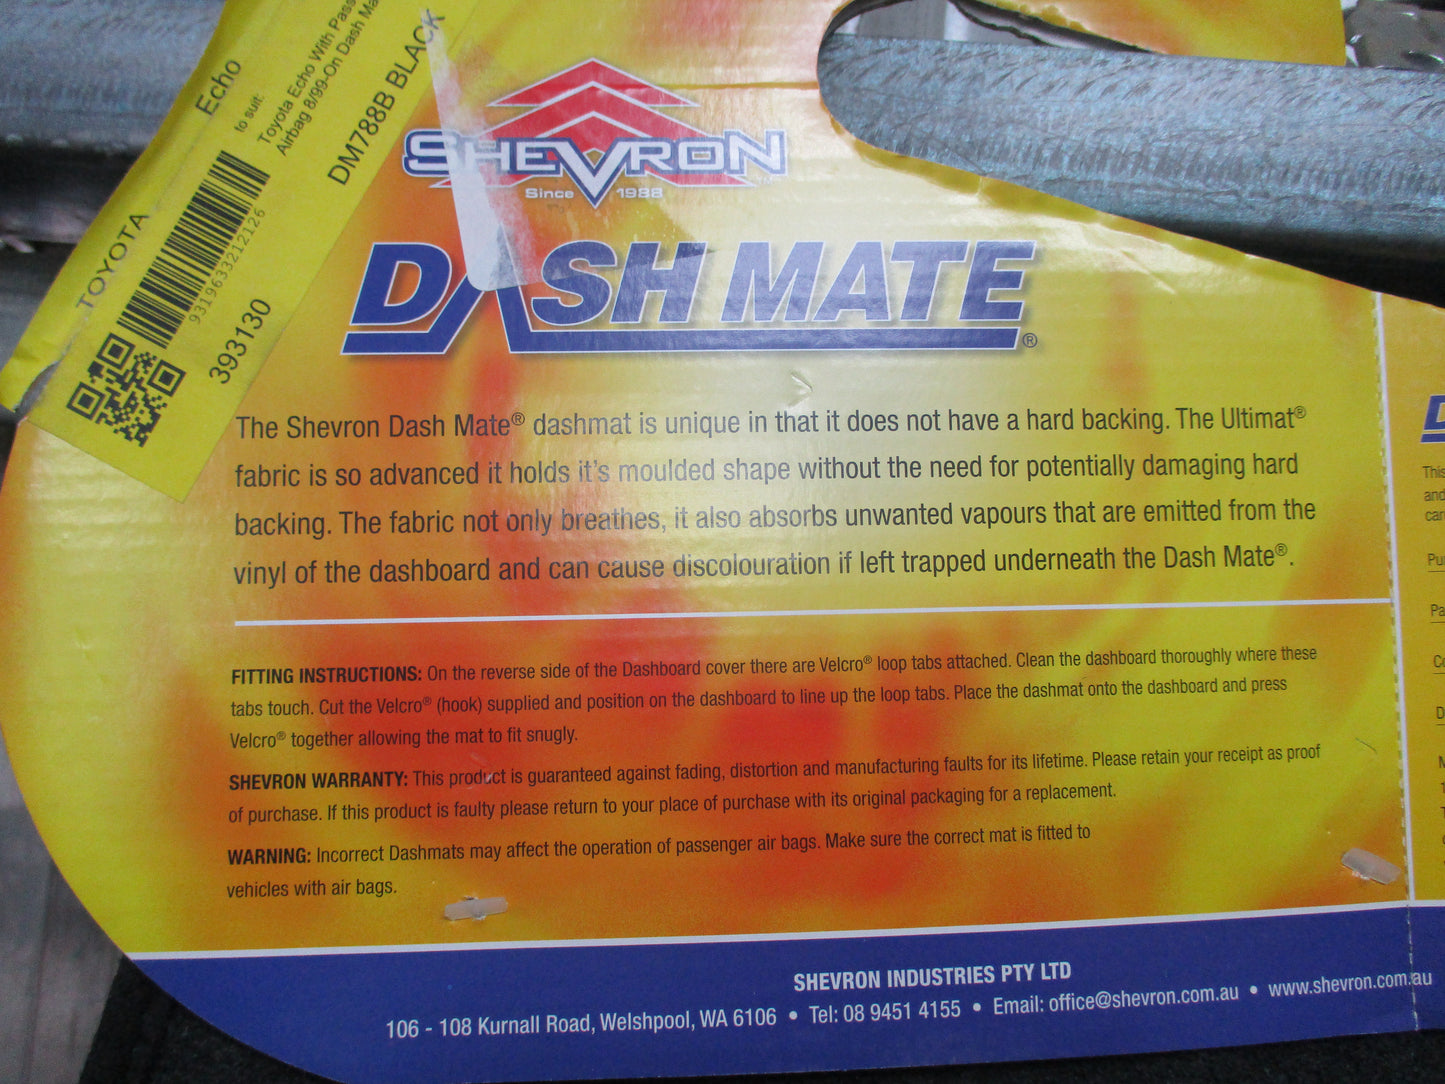 TOYOTA
Echo
to suit:
Toyota Echo With
Airbag 8/99-On Dash
DM788B BLACK
9319633212126
393130
SHEVRON
Since 1988
DASH MATE®
The Shevron Dash Mate® dashmat is unique in that it does not have a hard backing. The Ultimat®
fabric is so advanced it holds it's moulded shape without the need for potentially damaging hard
backing. The fabric not only breathes, it also absorbs unwanted vapours that are emitted from the
vinyl of the dashboard and can cause discolouration if left trapped underneath the Dash Mate®.
FITTING INSTRUCTIONS: On the reverse side of the Dashboard cover there are Velcro® loop tabs attached. Clean the dashboard thoroughly where these
tabs touch. Cut the Velcro® (hook) supplied and position on the dashboard to line up the loop tabs. Place the dashmat onto the dashboard and press
Velcro® together allowing the mat to fit snugly.
SHEVRON WARRANTY: This product is guaranteed against fading, distortion and manufacturing faults for its lifetime. Please retain your receipt as proof
of purchase. If this product is faulty please return to your place of purchase with its original packaging for a replacement.
WARNING: Incorrect Dashmats may affect the operation of passenger air bags. Make sure the correct mat is fitted to
vehicles with air bags.
SHEVRON INDUSTRIES PTY LTD
106 - 108 Kurnall Road, Welshpool, WA 6106 • Tel: 08 9451 4155 • Email: office@shevron.com.au • www.shevron.com.au
This
and